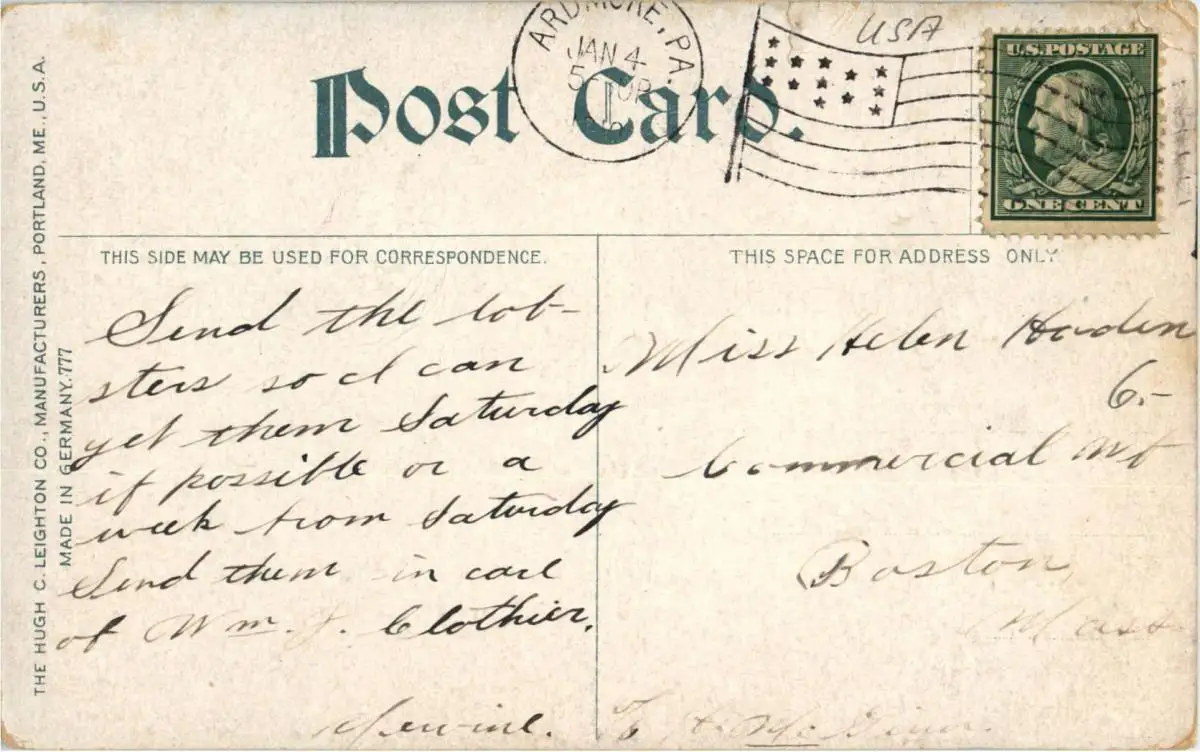 ARDMORE, PA.
JAN 4
USA
U.S. POSTAGE
ONE CENT
Post Card.
THE HUGH C. LEIGHTON CO., MANUFACTURERS, PORTLAND, ME., U.S.A.
MADE IN GERMANY. 777
THIS SIDE MAY BE USED FOR CORRESPONDENCE.
Send the lob-
sters so I can
get them Saturday
if possible or a
week from Saturday
Send them in care
of Wm. J. Clothier.
THIS SPACE FOR ADDRESS ONLY
Miss Helen
6-
Commercial
Boston
Mass